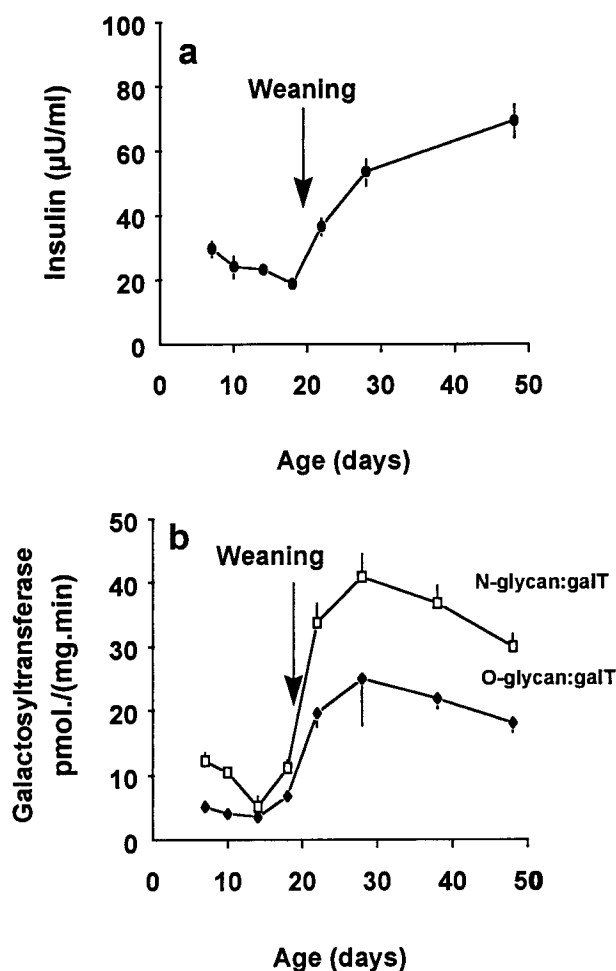 a
Weaning
Insulin (µU/ml)
100
80
60
40
20
0
0 10 20 30 40 50
Age (days)
b
Weaning
N-glycan:galT
O-glycan:galT
Galactosyltransferase
pmol./(mg.min)
50
40
30
20
10
0
0 10 20 30 40 50
Age (days)